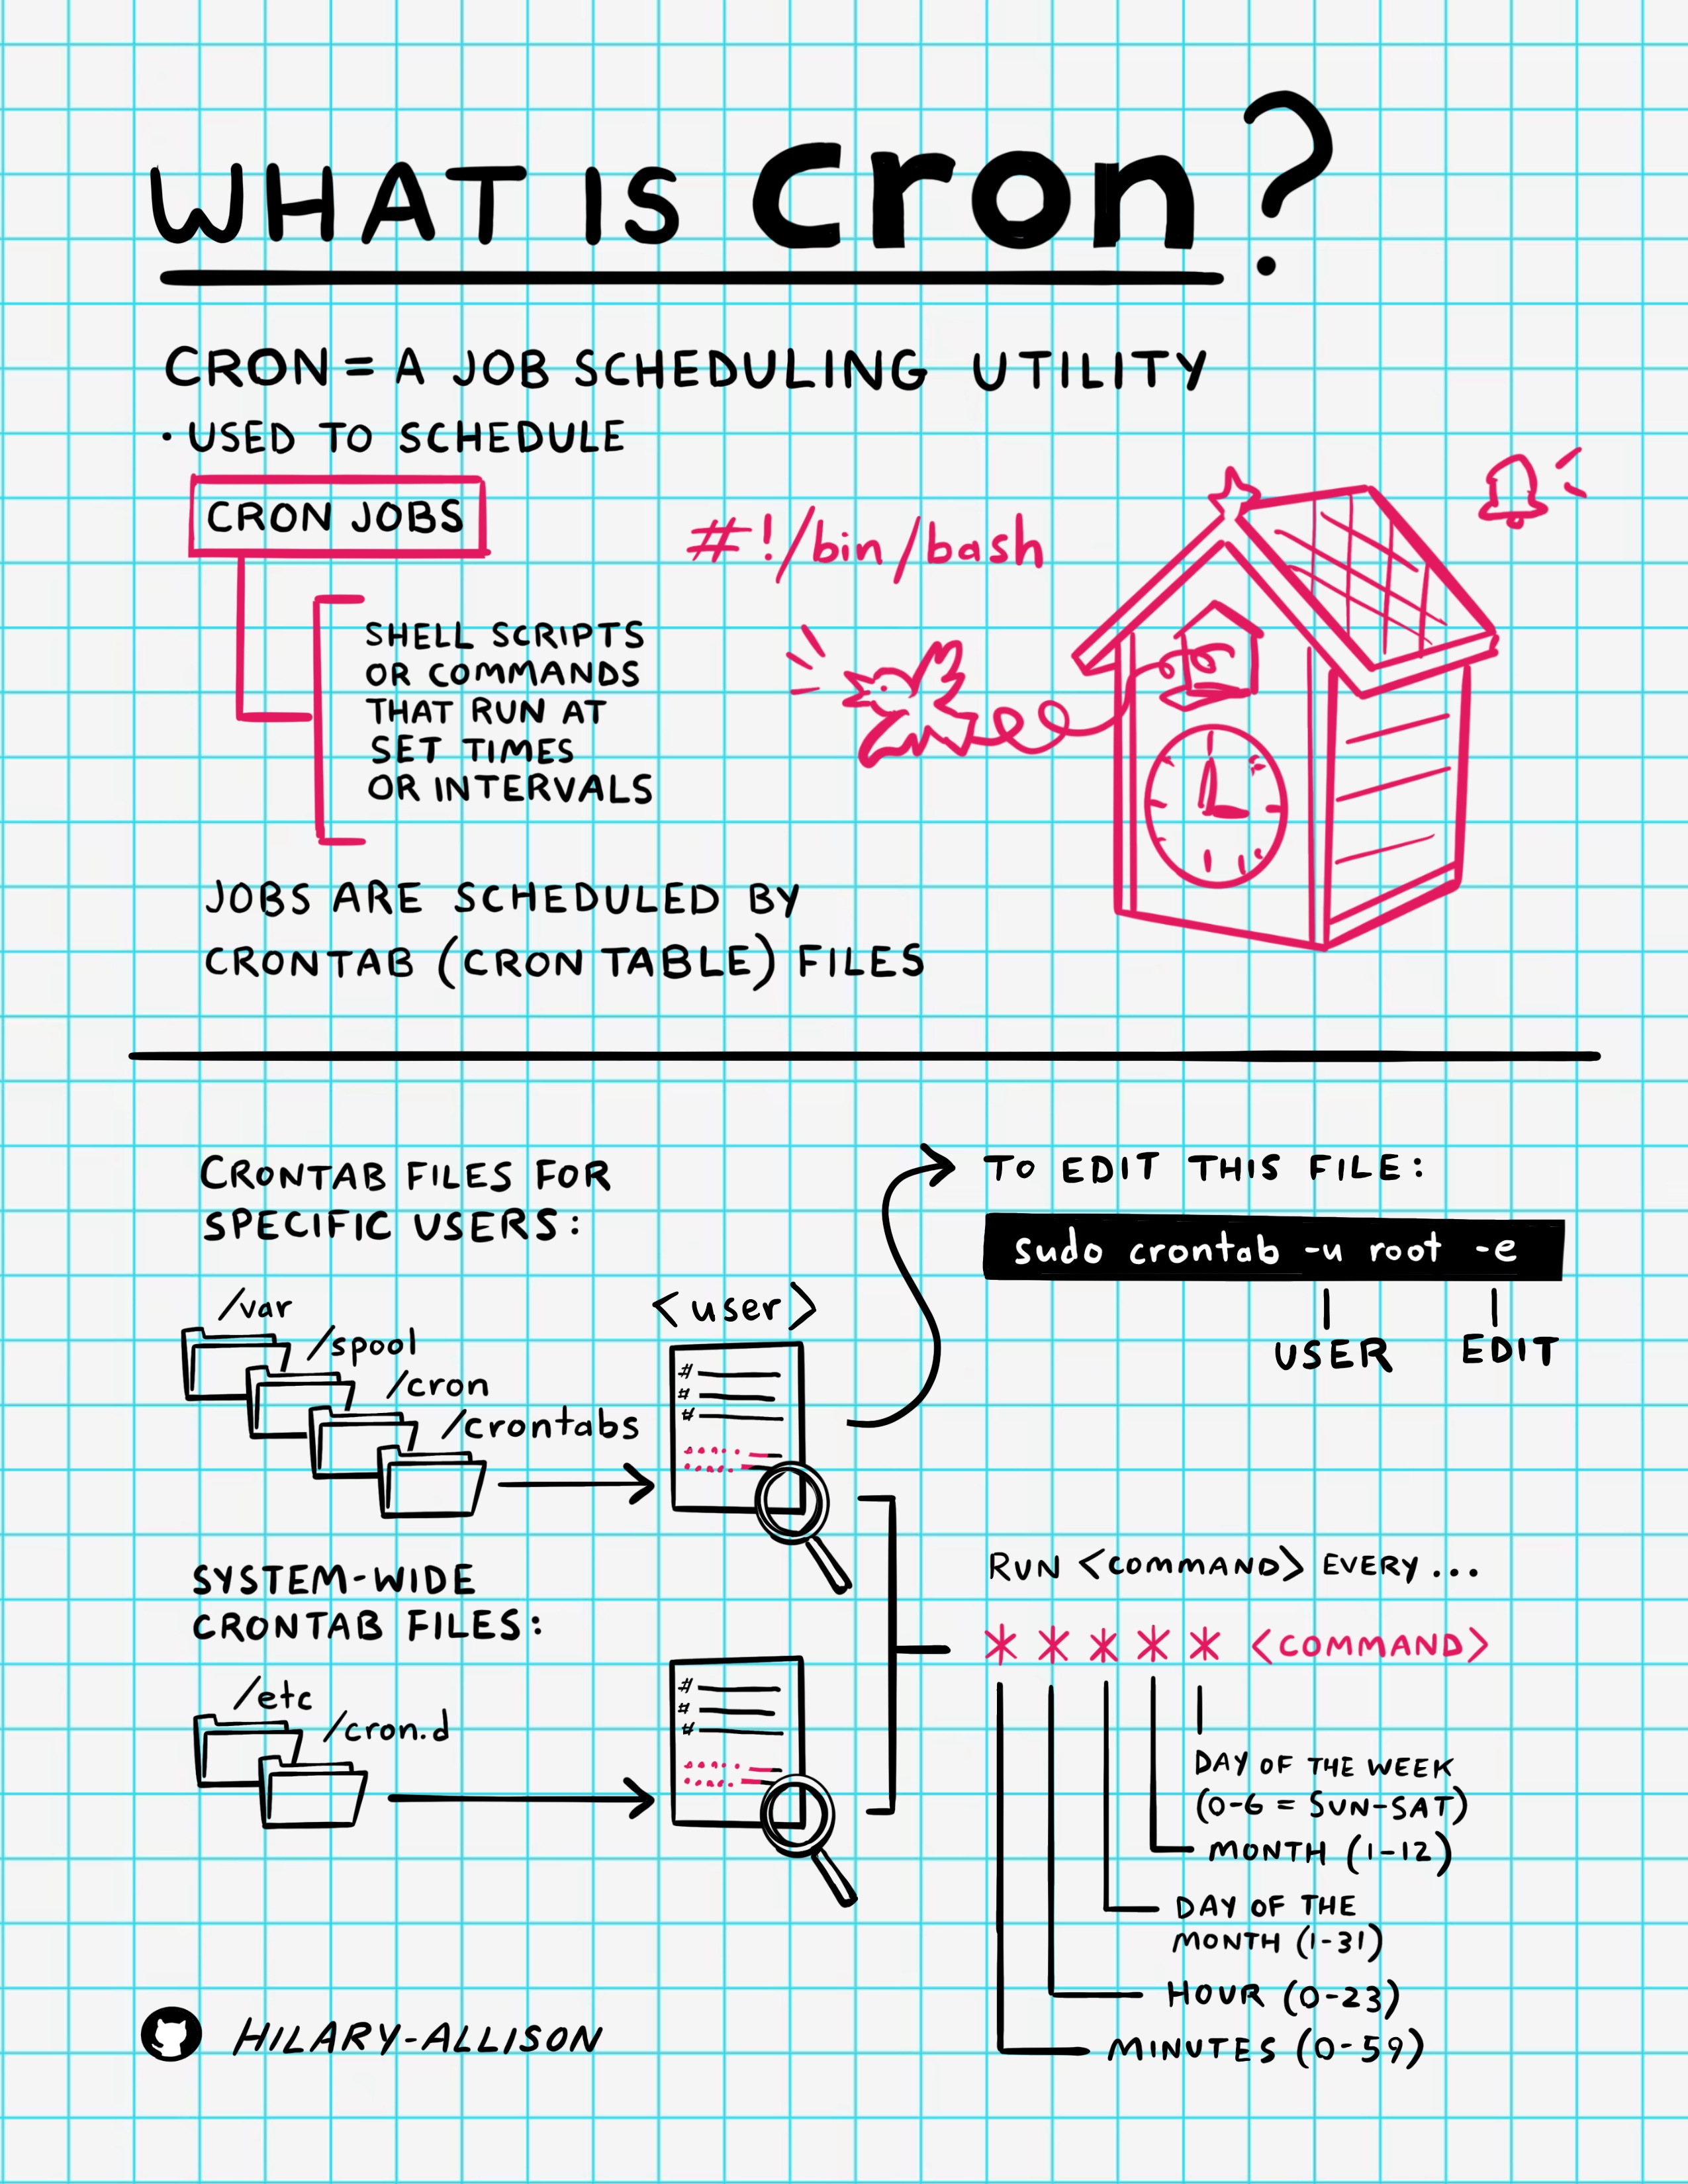 WHAT IS cron?
CRON = A JOB SCHEDULING UTILITY
• USED TO SCHEDULE
CRON JOBS
SHELL SCRIPTS
OR COMMANDS
THAT RUN AT
SET TIMES
OR INTERVALS
#!/bin/bash
JOBS ARE SCHEDULED BY
CRONTAB (CRON TABLE) FILES
CRONTAB FILES FOR
SPECIFIC USERS:
/var
/spool
/cron
/crontabs
<user>
#
#
#
TO EDIT THIS FILE:
sudo crontab -u root -e
USER
EDIT
SYSTEM-WIDE
CRONTAB FILES:
/etc
/cron.d
#
#
#
RUN <COMMAND> EVERY...
* * * * * <COMMAND>
DAY OF THE WEEK
(0-6 = SUN-SAT)
MONTH (1-12)
DAY OF THE
MONTH (1-31)
HOUR (0-23)
MINUTES (0-59)
HILARY-ALLISON